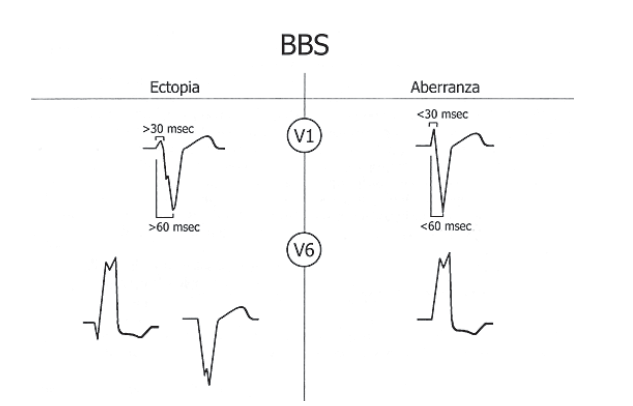 BBS
Ectopia
Aberranza
>30 msec
V1
<30 msec
>60 msec
<60 msec
V6